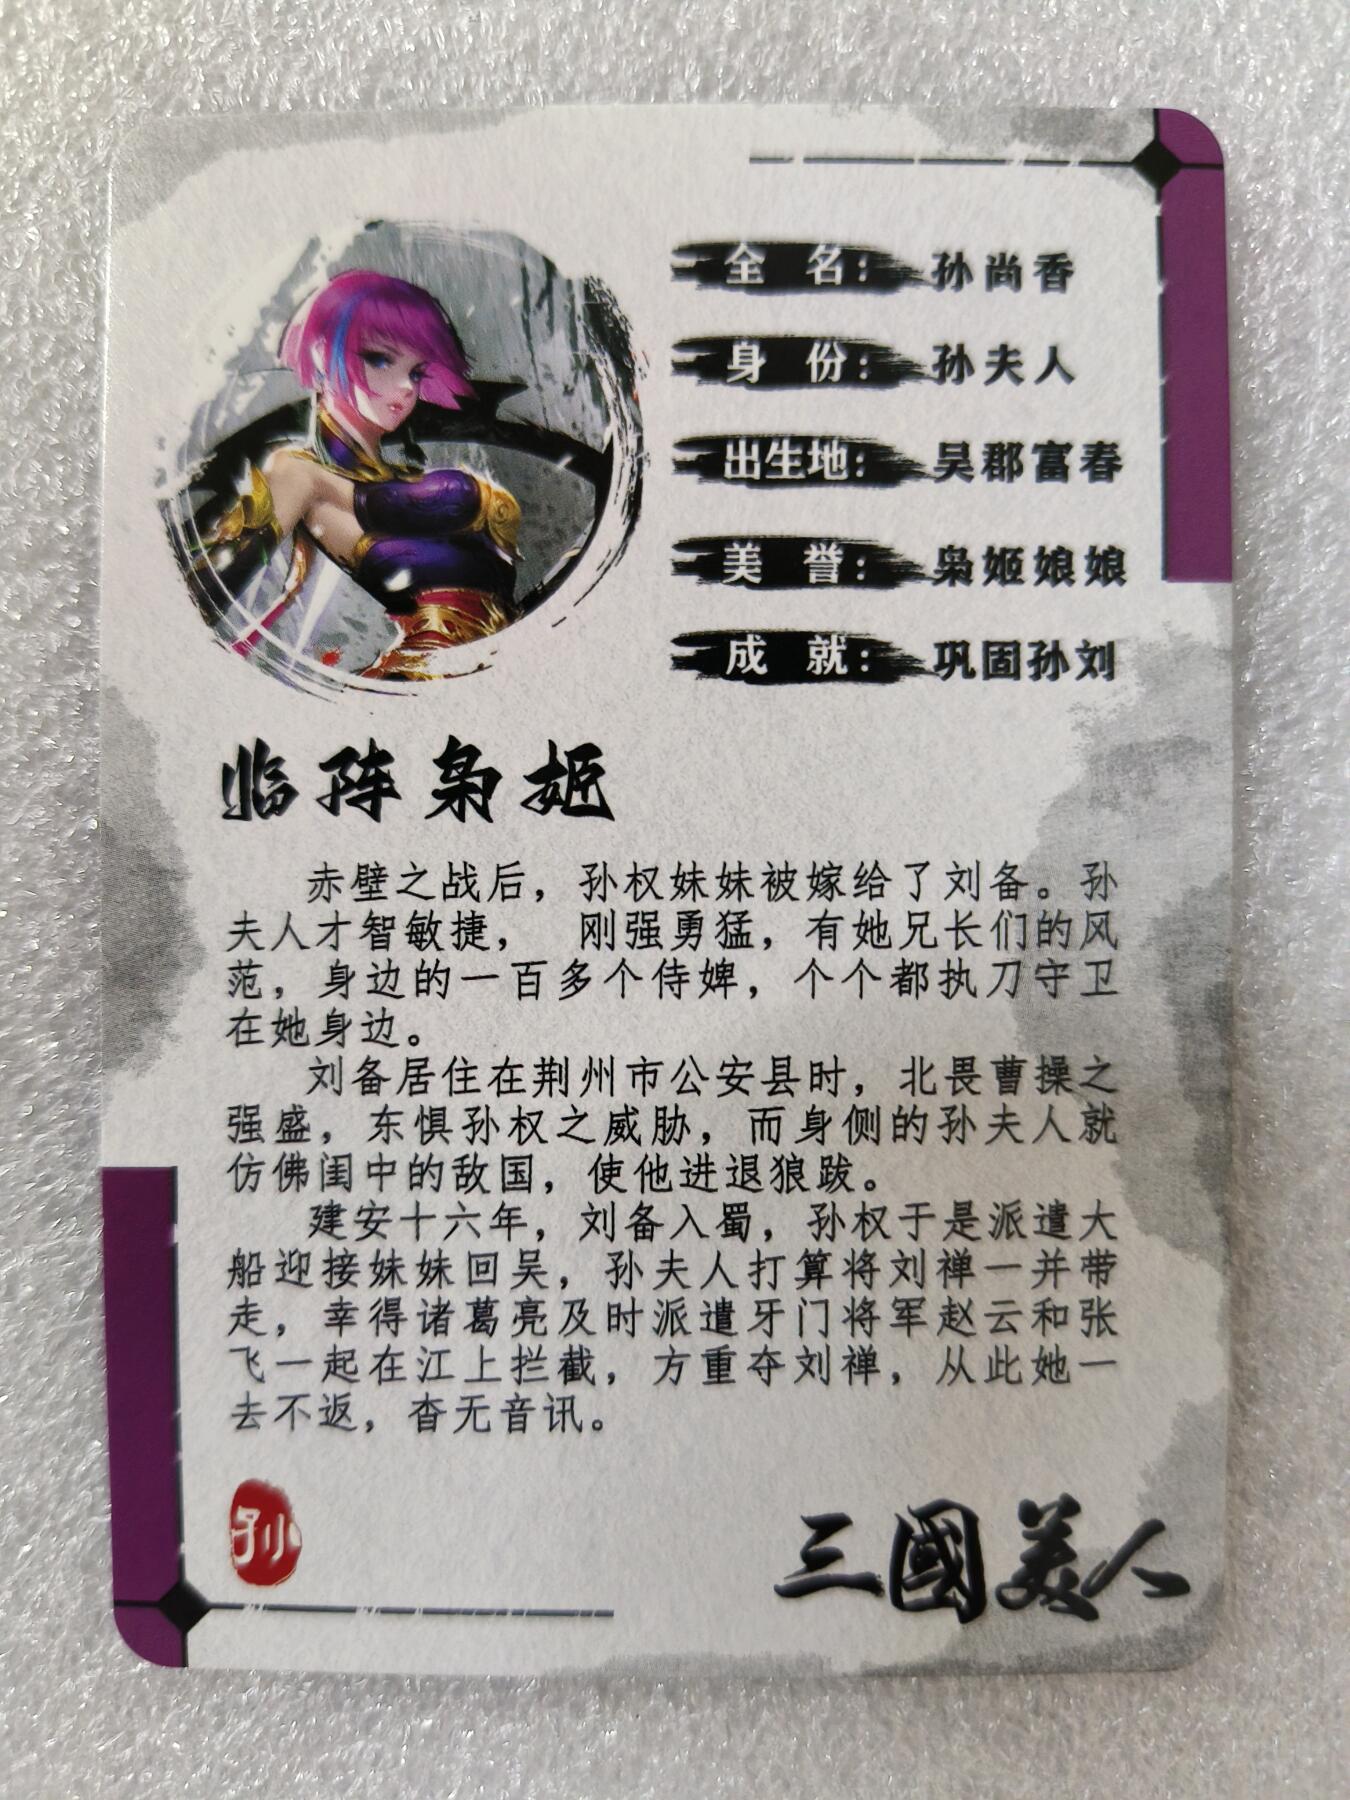 全 名：孙尚香
身 份：孙夫人
出生地：吴郡富春
美 誉：枭姬娘娘
成 就：巩固孙刘
临阵枭姬
赤壁之战后，孙权妹妹被嫁给了刘备。孙
夫人才智敏捷， 刚强勇猛，有她兄长们的风
范，身边的一百多个侍婢，个个都执刀守卫
在她身边。
刘备居住在荆州市公安县时，北畏曹操之
强盛，东惧孙权之威胁，而身侧的孙夫人就
仿佛闺中的敌国，使他进退狼跋。
建安十六年，刘备入蜀，孙权于是派遣大
船迎接妹妹回吴，孙夫人打算将刘禅一并带
走，幸得诸葛亮及时派遣牙门将军赵云和张
飞一起在江上拦截，方重夺刘禅，从此她一
去不返，杳无音讯。
孙
三國美人